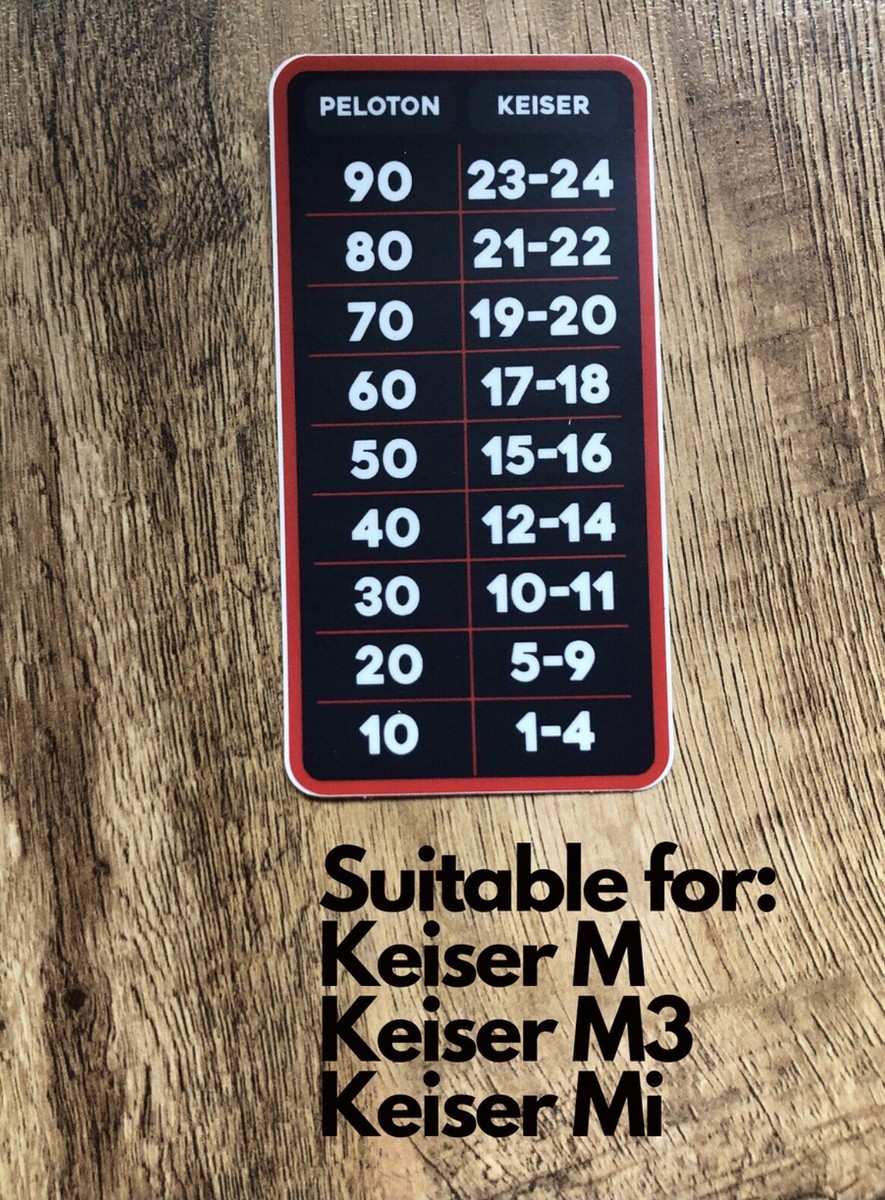 PELOTON KEISER
90 23-24
80 21-22
70 19-20
60 17-18
50 15-16
40 12-14
30 10-11
20 5-9
10 1-4
Suitable for:
Keiser M
Keiser M3
Keiser Mi